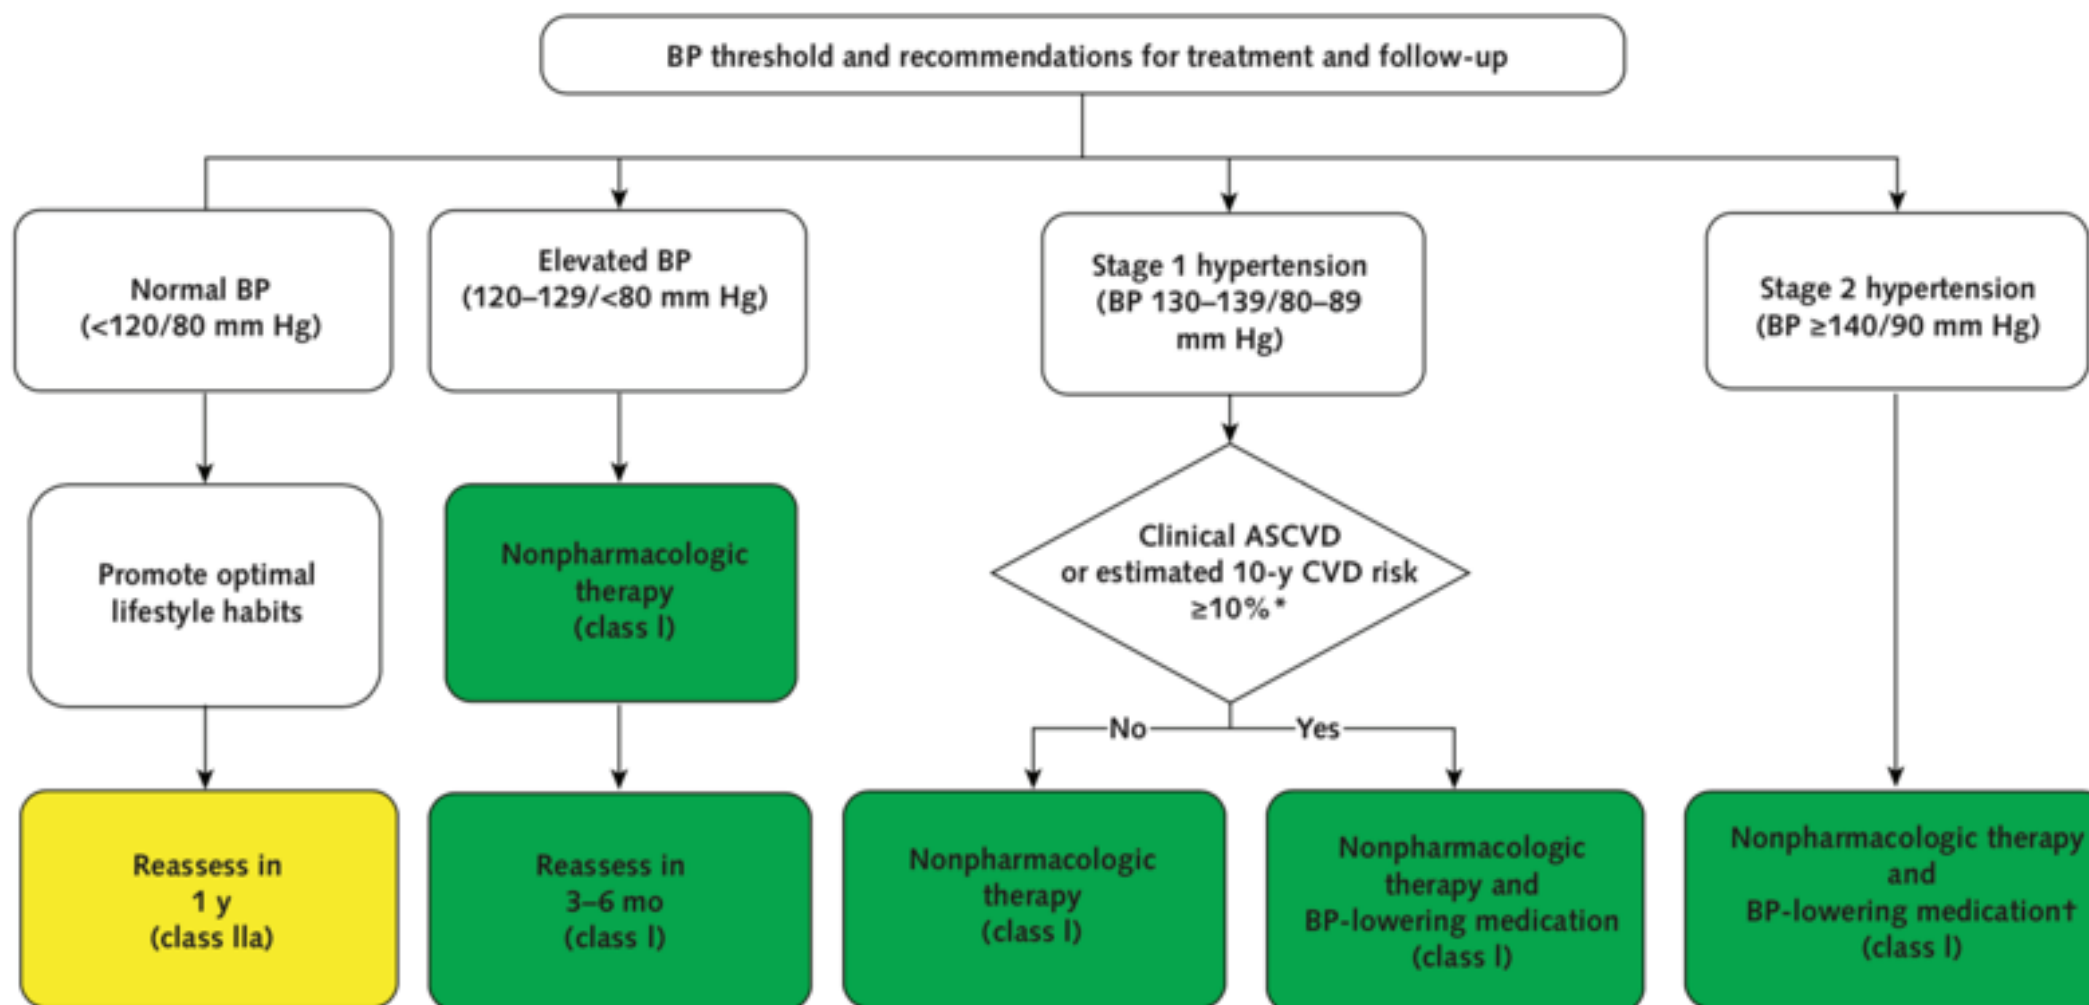 BP threshold and recommendations for treatment and follow-up
Normal BP
(<120/80 mm Hg)
Elevated BP
(120–129/<80 mm Hg)
Stage 1 hypertension
(BP 130–139/80–89
mm Hg)
Stage 2 hypertension
(BP ≥140/90 mm Hg)
Promote optimal
lifestyle habits
Nonpharmacologic
therapy
(class I)
Clinical ASCVD
or estimated 10-y CVD risk
≥10%*
No
Yes
Reassess in
1 y
(class IIa)
Reassess in
3–6 mo
(class I)
Nonpharmacologic
therapy
(class I)
Nonpharmacologic
therapy and
BP-lowering medication
(class I)
Nonpharmacologic therapy
and
BP-lowering medication†
(class I)